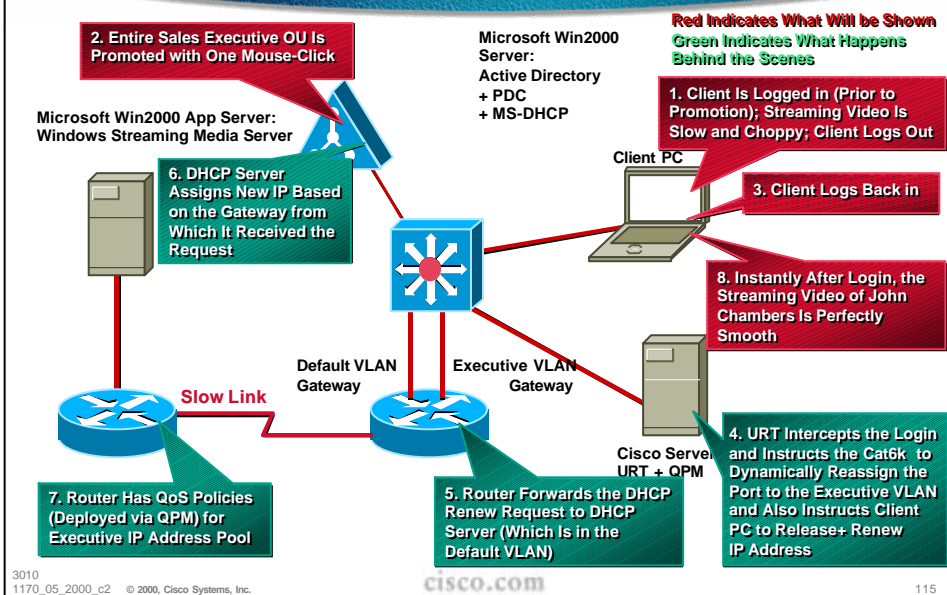 Red Indicates What Will be Shown
Green Indicates What Happens
Behind the Scenes
2. Entire Sales Executive OU Is
Promoted with One Mouse-Click
Microsoft Win2000
Server:
Active Directory
+ PDC
+ MS-DHCP
1. Client Is Logged in (Prior to
Promotion); Streaming Video Is
Slow and Choppy; Client Logs Out
Microsoft Win2000 App Server:
Windows Streaming Media Server
Client PC
6. DHCP Server
Assigns New IP Based
on the Gateway from
Which It Received the
Request
3. Client Logs Back in
8. Instantly After Login, the
Streaming Video of John
Chambers Is Perfectly
Smooth
Default VLAN
Gateway
Executive VLAN
Gateway
Slow Link
Cisco Server
URT + QPM
4. URT Intercepts the Login
and Instructs the Cat6k to
Dynamically Reassign the
Port to the Executive VLAN
and Also Instructs Client
PC to Release+ Renew
IP Address
7. Router Has QoS Policies
(Deployed via QPM) for
Executive IP Address Pool
5. Router Forwards the DHCP
Renew Request to DHCP
Server (Which Is in the
Default VLAN)
3010
1170_05_2000_c2 © 2000, Cisco Systems, Inc.
cisco.com
115